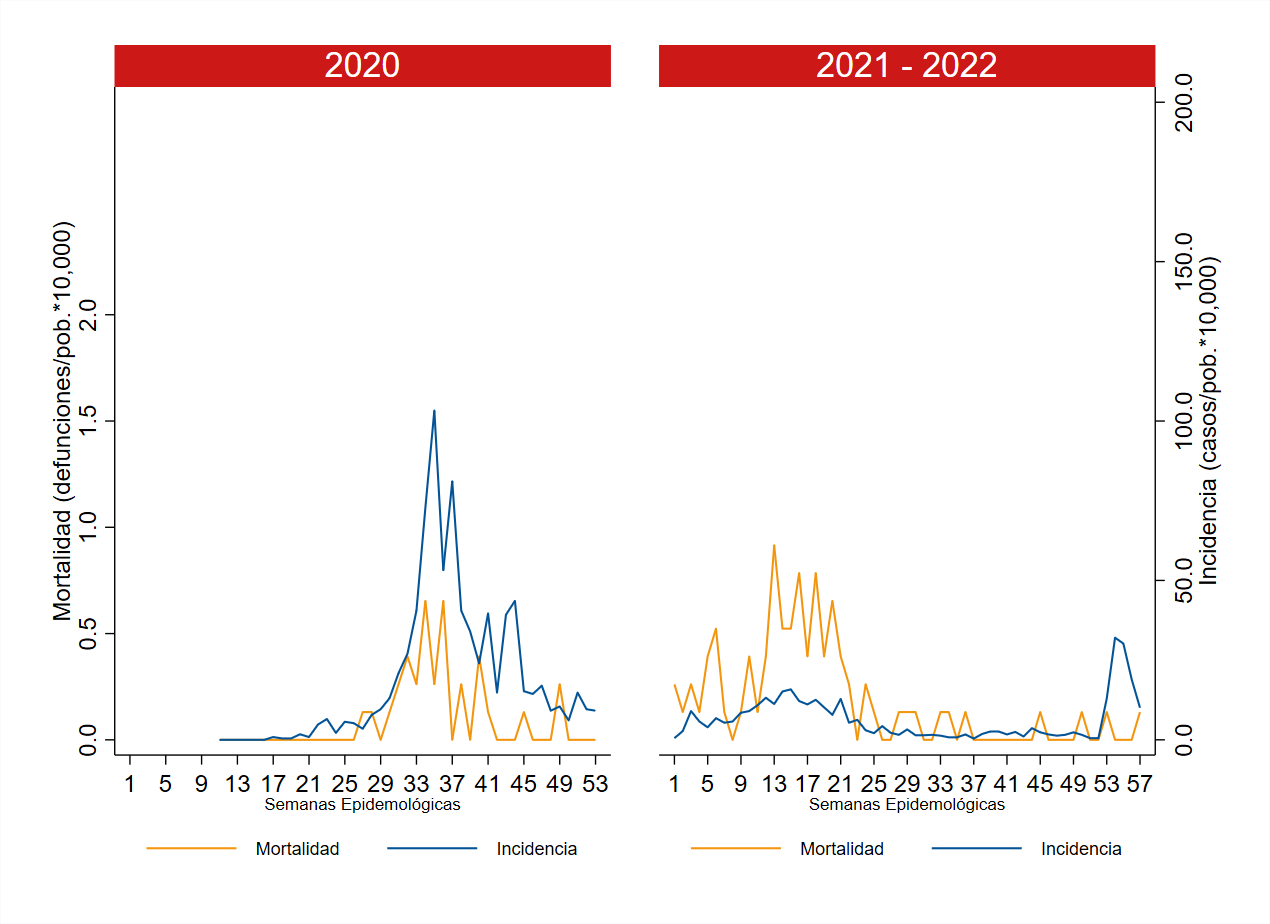 2020
2021 - 2022
Mortalidad (defunciones/pob.*10,000)
2.0
1.5
1.0
0.5
0.0
200.0
150.0
100.0
50.0
0.0
Incidencia (casos/pob.*10,000)
1 5 9 13 17 21 25 29 33 37 41 45 49 53
Semanas Epidemológicas
1 5 9 13 17 21 25 29 33 37 41 45 49 53 57
Semanas Epidemológicas
Mortalidad Incidencia
Mortalidad Incidencia